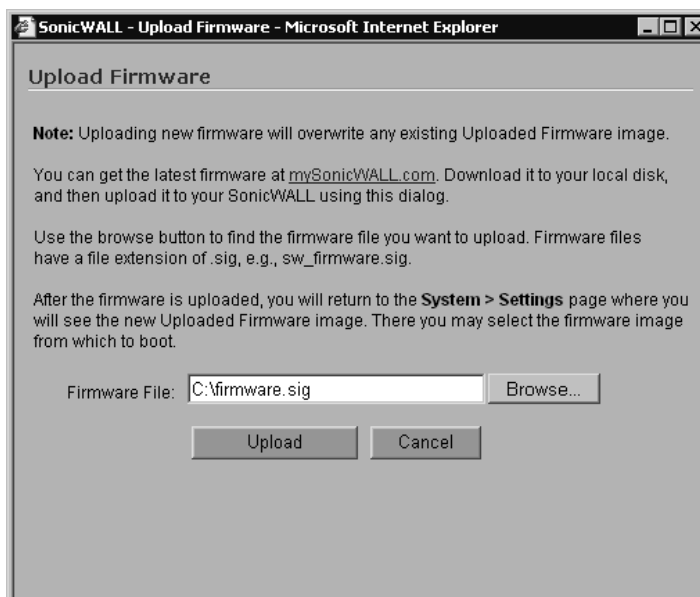 SonicWALL - Upload Firmware - Microsoft Internet Explorer
Upload Firmware
Note: Uploading new firmware will overwrite any existing Uploaded Firmware image.
You can get the latest firmware at mySonicWALL.com. Download it to your local disk,
and then upload it to your SonicWALL using this dialog.
Use the browse button to find the firmware file you want to upload. Firmware files
have a file extension of .sig, e.g., sw_firmware.sig.
After the firmware is uploaded, you will return to the System > Settings page where you
will see the new Uploaded Firmware image. There you may select the firmware image
from which to boot.
Firmware File: C:\firmware.sig Browse...
Upload Cancel